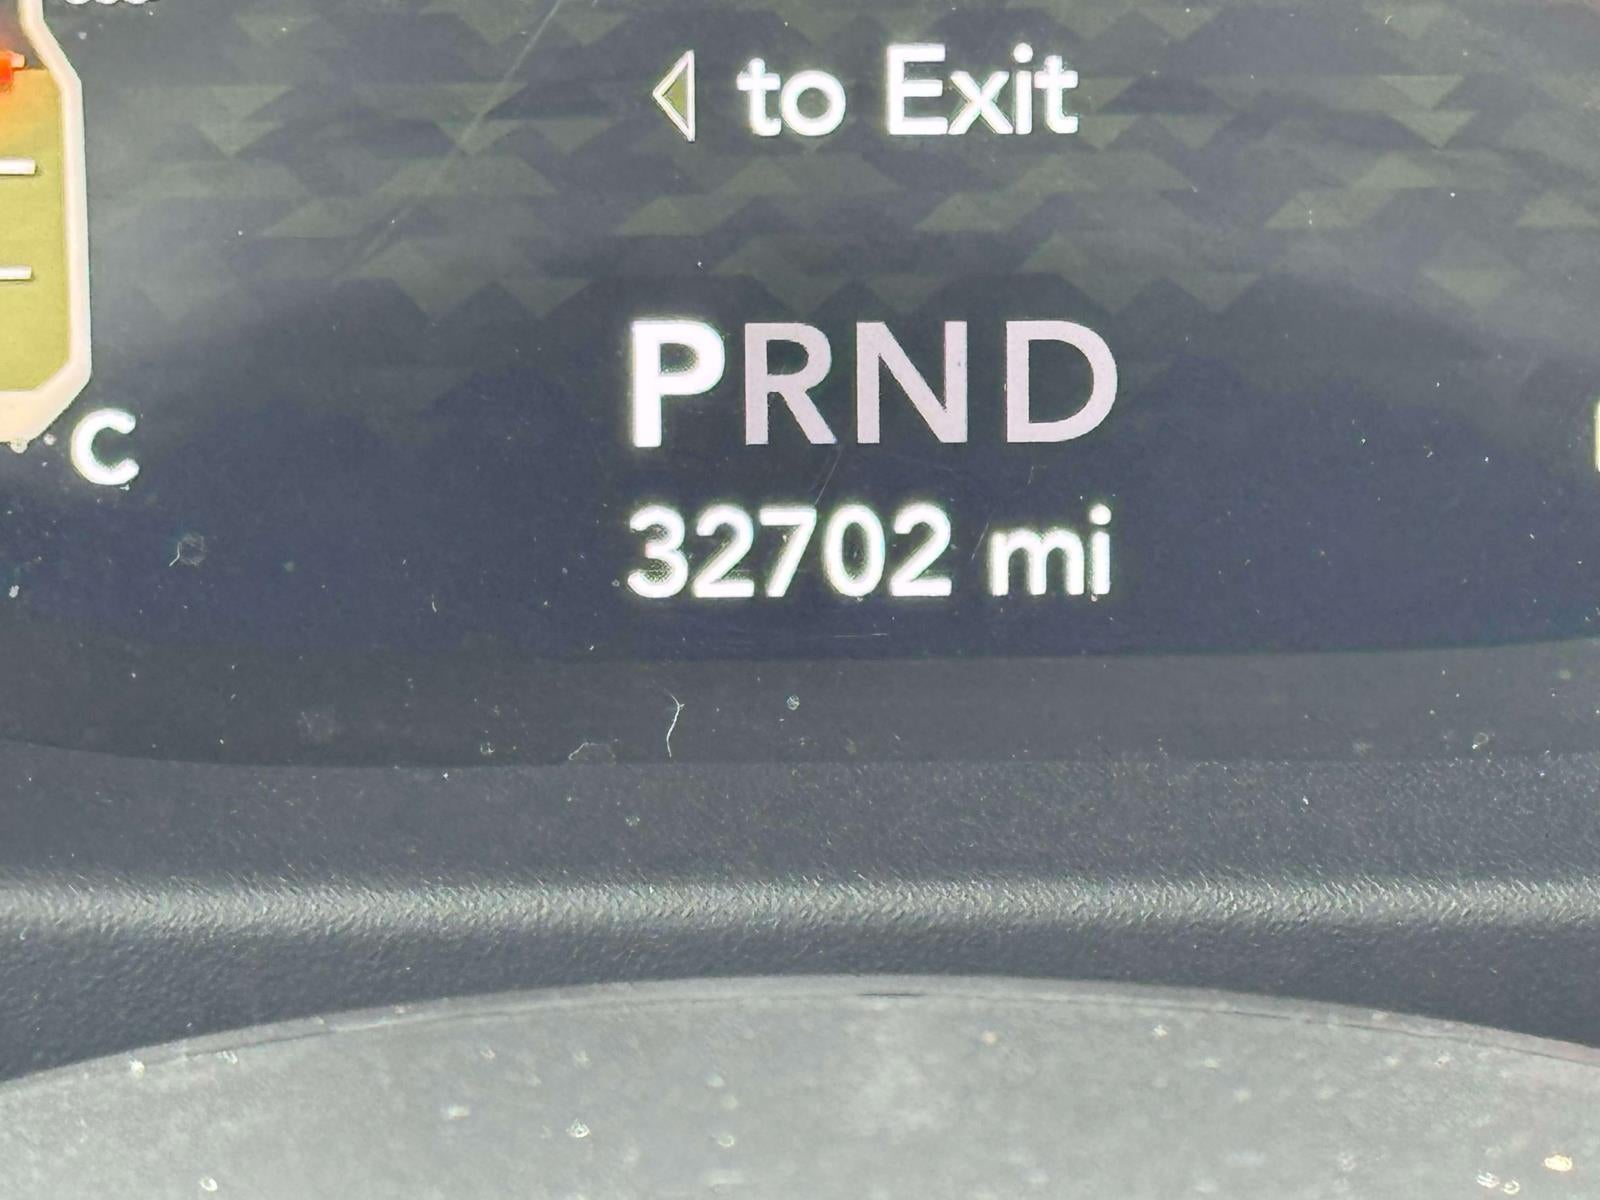 to Exit
PRND
C
32702 mi